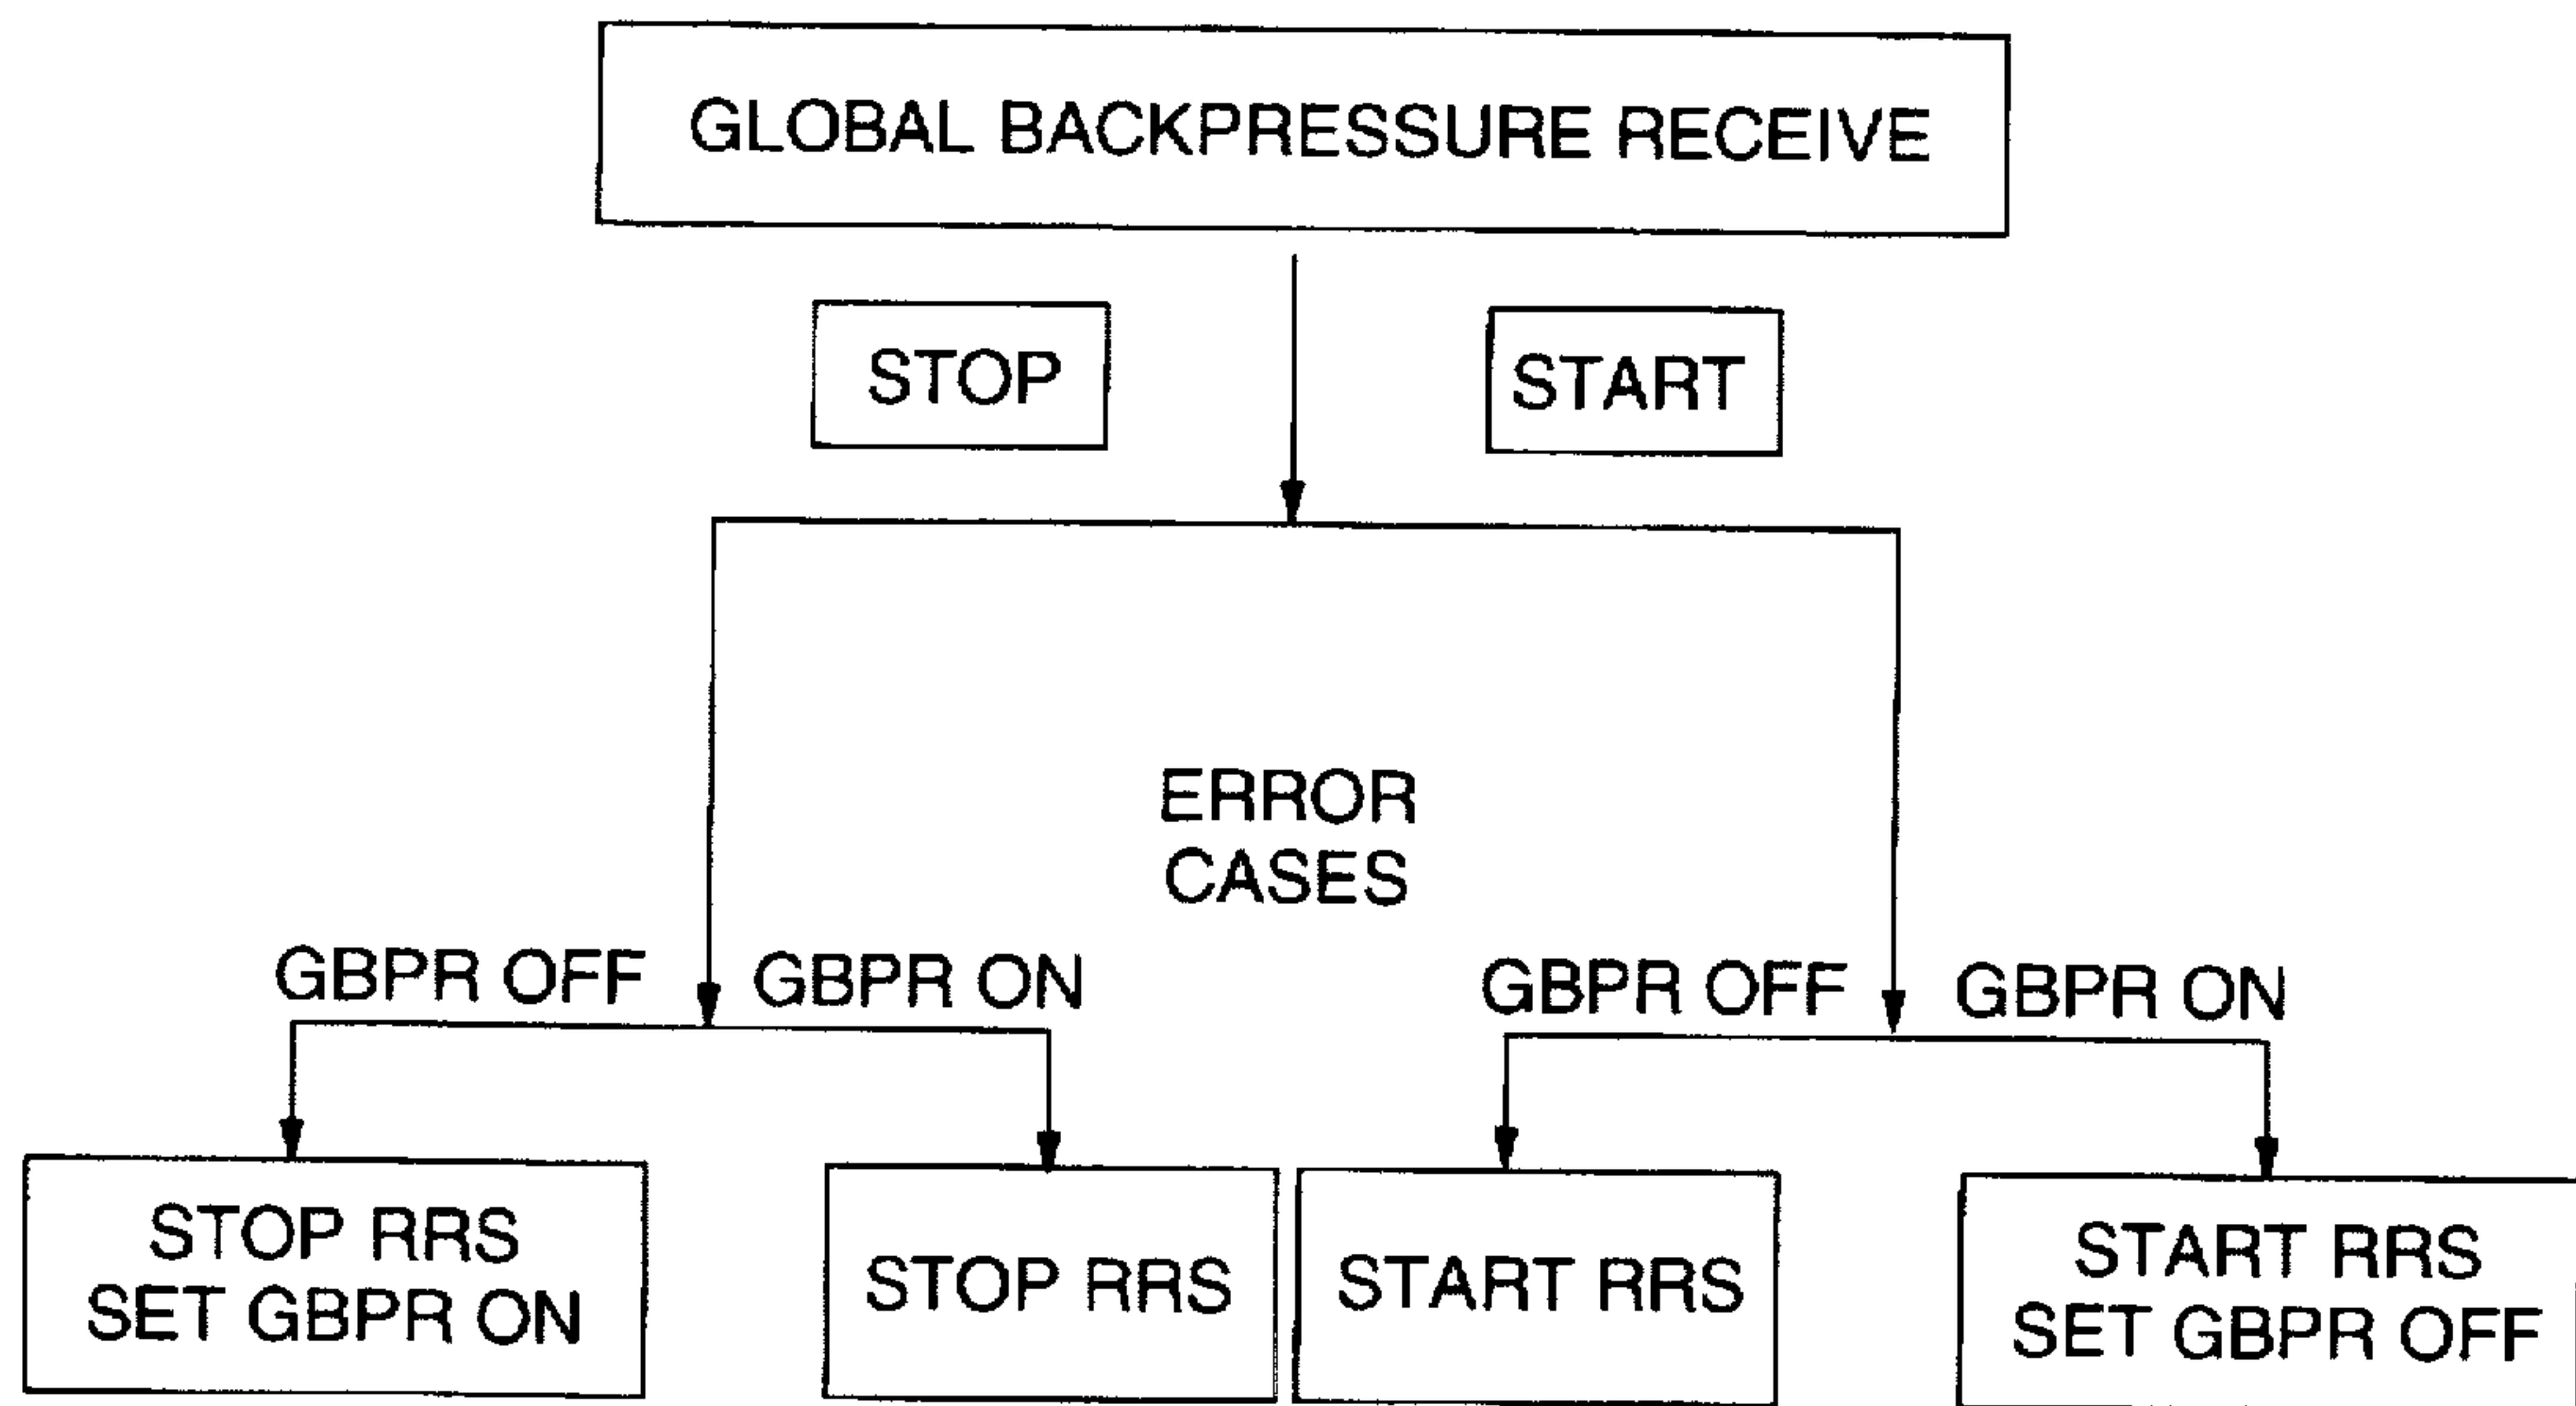 GLOBAL BACKPRESSURE RECEIVE
STOP
START
ERROR
CASES
GBPR OFF
GBPR ON
GBPR OFF
GBPR ON
STOP RRS
SET GBPR ON
STOP RRS
START RRS
START RRS
SET GBPR OFF